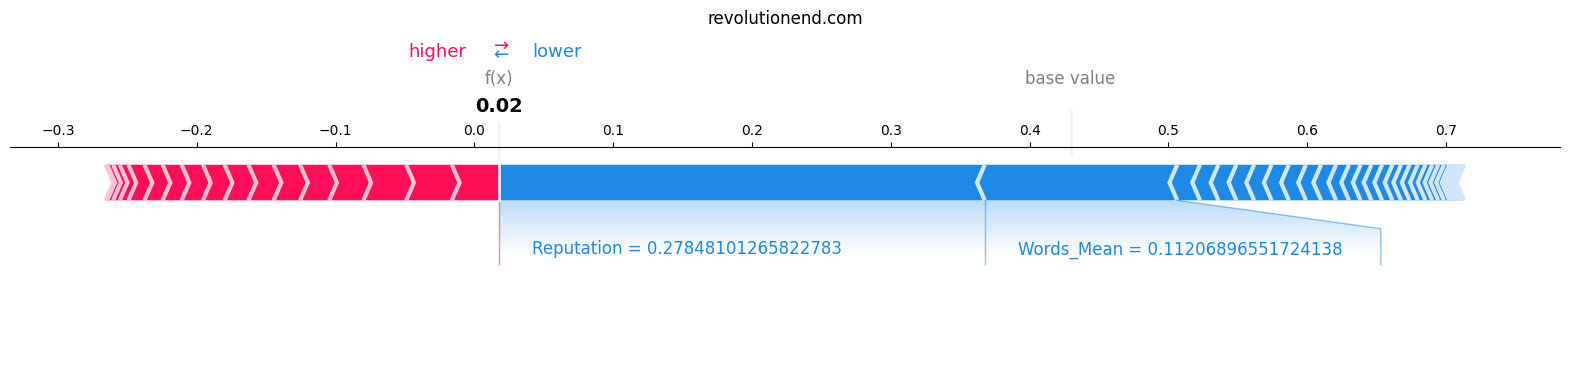 revolutionend.com
higher ⇄ lower
f(x) base value
0.02
−0.3 −0.2 −0.1 0.0 0.1 0.2 0.3 0.4 0.5 0.6 0.7
Reputation = 0.27848101265822783 Words_Mean = 0.11206896551724138